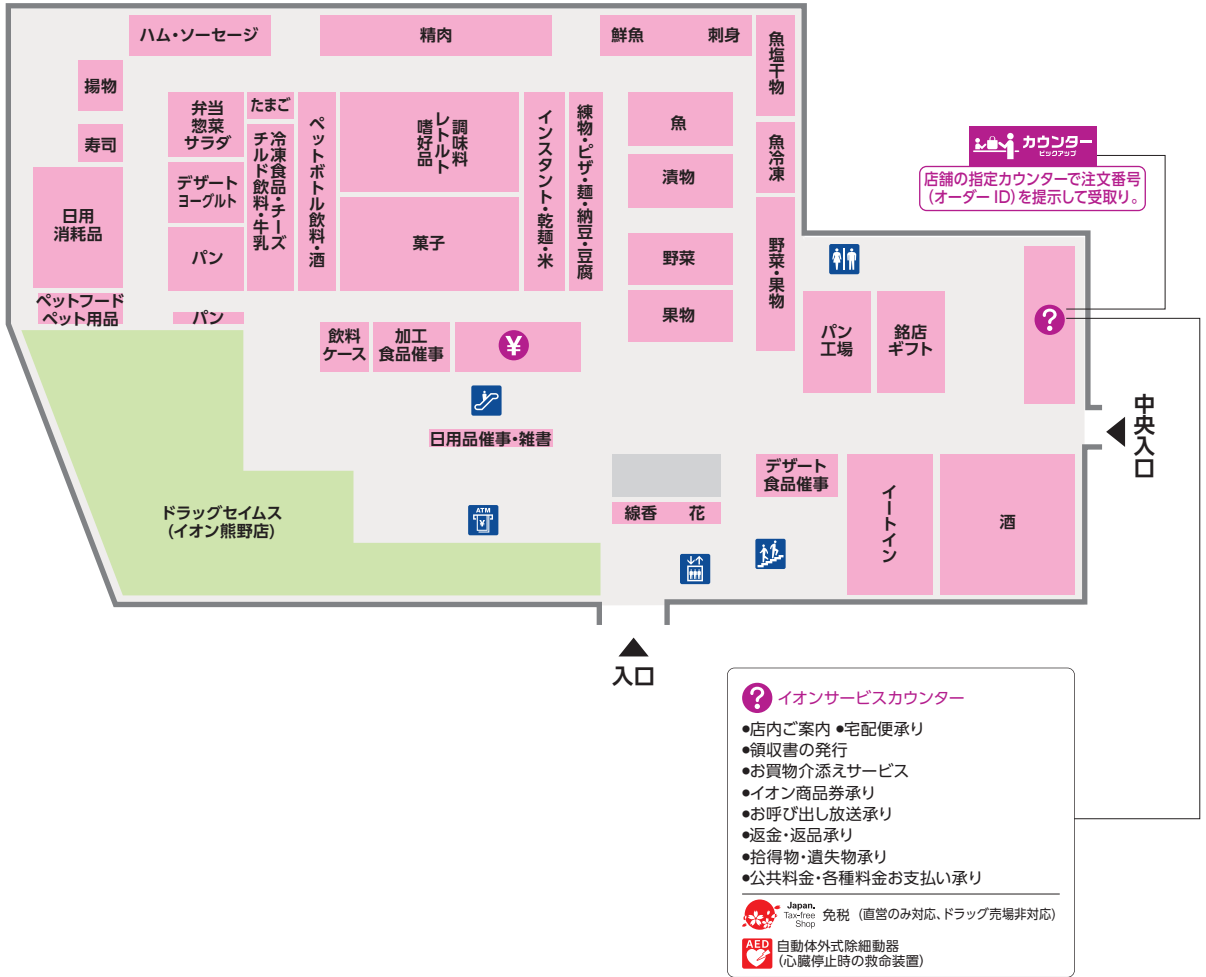 ハム・ソーセージ
精肉
鮮魚
刺身
魚塩干物
揚物
寿司
弁当
惣菜
サラダ
たまご
冷凍食品・チーズ
チルド飲料・牛乳
ペットボトル飲料・酒
調味料
レトルト
嗜好品
インスタント・乾麺・米
練物・ピザ・麺・納豆・豆腐
魚
漬物
魚冷凍
日用
消耗品
デザート
ヨーグルト
パン
菓子
野菜
果物
野菜・果物
ペットフード
ペット用品
パン
飲料
ケース
加工
食品催事
¥
カウンター
ピックアップ
店舗の指定カウンターで注文番号
(オーダー ID)を提示して受取り。
パン
工場
銘店
ギフト
?
中央入口
日用品催事・雑書
デザート
食品催事
イートイン
酒
線香
花
ドラッグセイムス
(イオン熊野店)
ATM
¥
入口
? イオンサービスカウンター
●店内ご案内 ●宅配便承り
●領収書の発行
●お買物介添えサービス
●イオン商品券承り
●お呼び出し放送承り
●返金・返品承り
●拾得物・遺失物承り
●公共料金・各種料金お支払い承り
Japan.
Tax-free
Shop
免税 (直営のみ対応、ドラッグ売場非対応)
AED
自動体外式除細動器
(心臓停止時の救命装置)